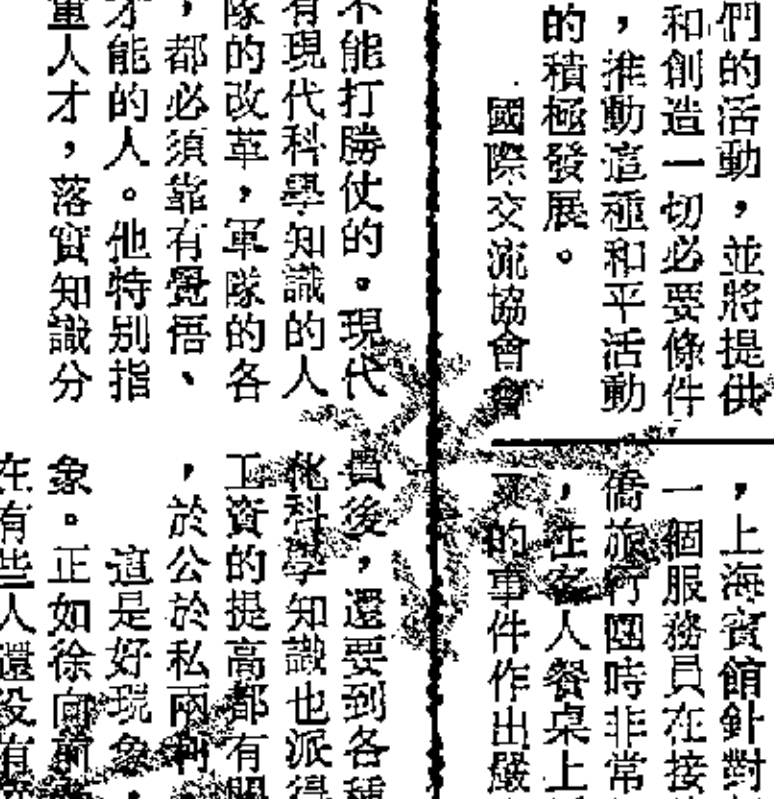 們的活動，並將提供
和創造一切必要條件
，推動這種和平活動
的積極發展。
國際交流協會會
，上海賓館針對
一個服務員在接
僑旅行團時非常
，在客人餐桌上
的事件作出嚴
不能打勝仗的。現代
有現代科學知識的人
隊的改革，軍隊的各
，都必須靠有覺悟、
才能的人。他特别指
量人才，落實知識分
後，還要到各種
化科學知識也派得
工資的提高都有關
，於公於私兩利
這是好現象，
象。正如徐向前
在有些人還没有